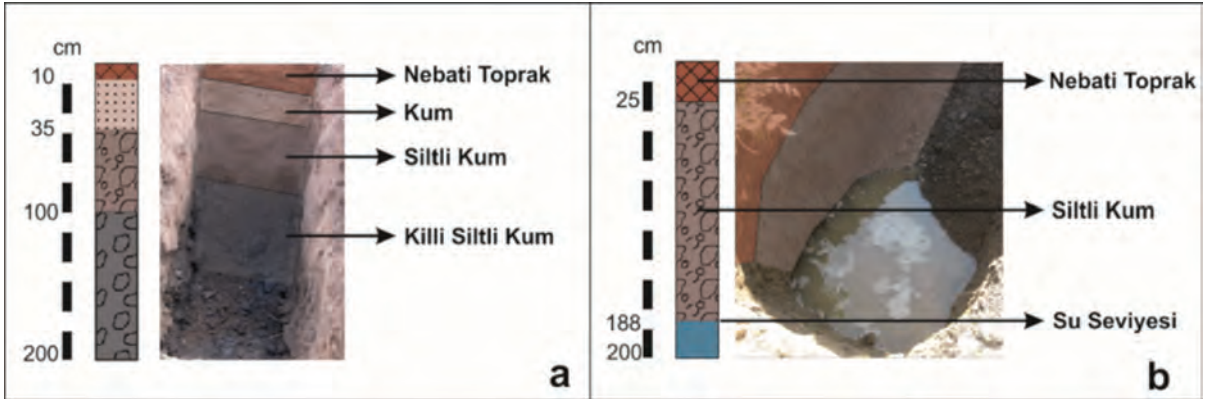 cm
10
35
100
200
Nebati Toprak
Kum
Siltli Kum
Killi Siltli Kum
a
cm
25
188
200
Nebati Toprak
Siltli Kum
Su Seviyesi
b